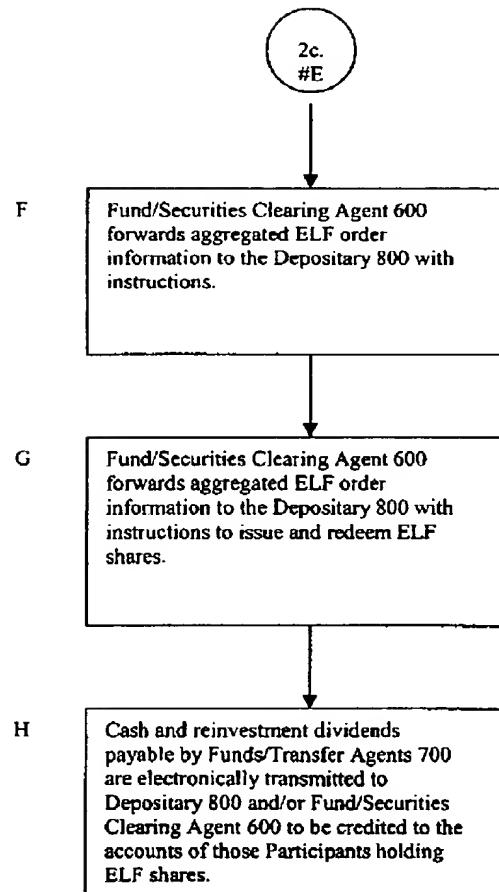 2c.
#E
F
Fund/Securities Clearing Agent 600
forwards aggregated ELF order
information to the Depositary 800 with
instructions.
G
Fund/Securities Clearing Agent 600
forwards aggregated ELF order
information to the Depositary 800 with
instructions to issue and redeem ELF
shares.
H
Cash and reinvestment dividends
payable by Funds/Transfer Agents 700
are electronically transmitted to
Depositary 800 and/or Fund/Securities
Clearing Agent 600 to be credited to the
accounts of those Participants holding
ELF shares.